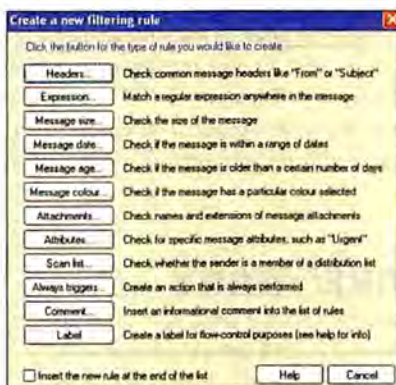 Create a new filtering rule
Click the button for the type of rule you would like to create
Headers... Check common message headers like "From" or "Subject"
Expression... Match a regular expression anywhere in the message
Message size... Check the size of the message
Message date... Check if the message is within a range of dates
Message age... Check if the message is older than a certain number of days
Message colour... Check if the message has a particular colour selected
Attachments... Check names and extensions of message attachments
Attributes... Check for specific message attributes, such as "Urgent"
Scan list... Check whether the sender is a member of a distribution list
Always triggers... Create an action that is always performed
Comment... Insert an informational comment into the list of rules
Label Create a label for flow-control purposes (see help for info)
Insert the new rule at the end of the list Help Cancel